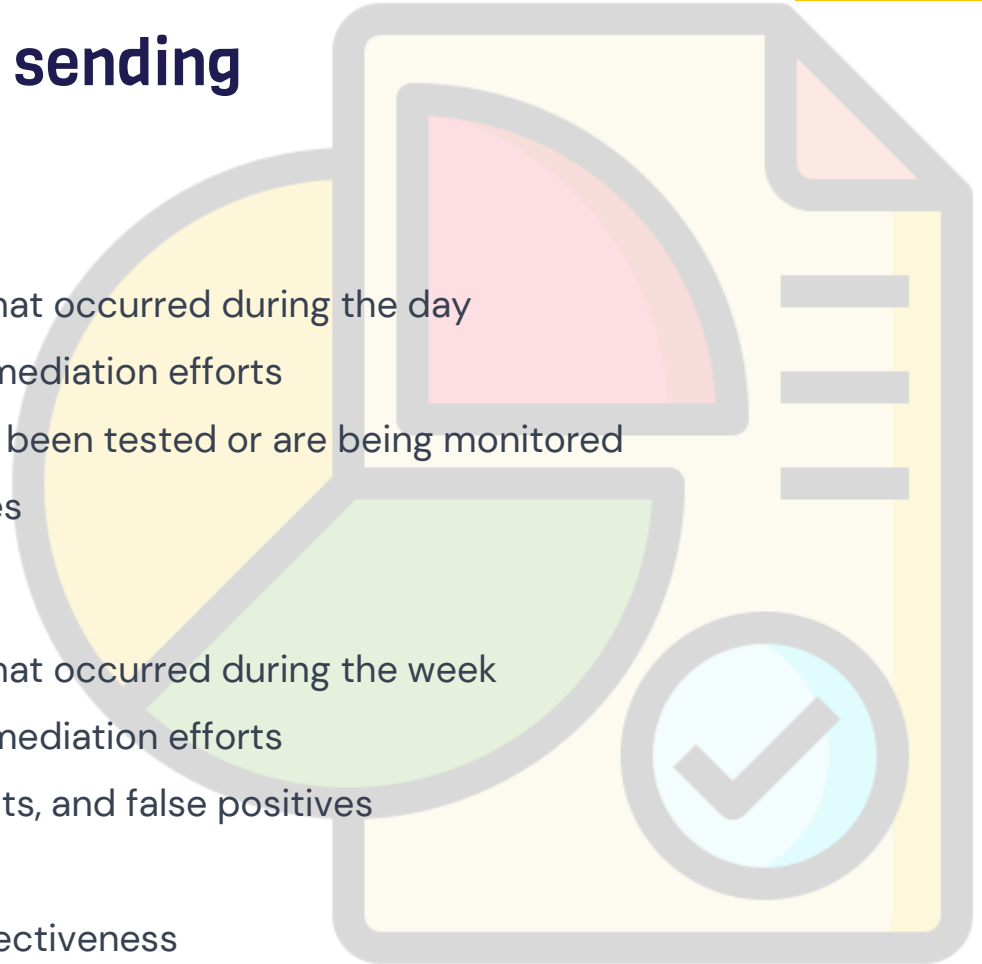 sending
hat occurred during the day
mediation efforts
been tested or are being monitored
es
hat occurred during the week
mediation efforts
ts, and false positives
ectiveness